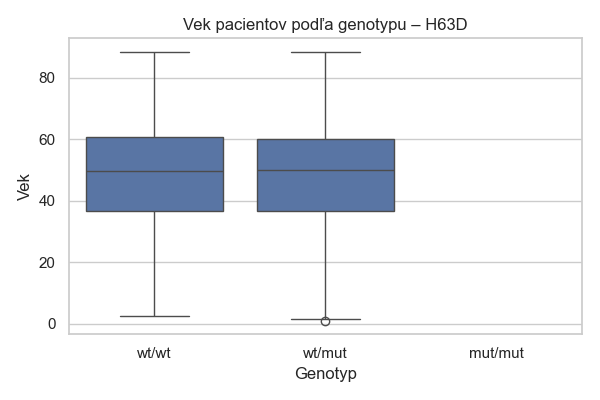 Vek pacientov podľa genotypu – H63D
Vek
80
60
40
20
0
wt/wt
wt/mut
mut/mut
Genotyp